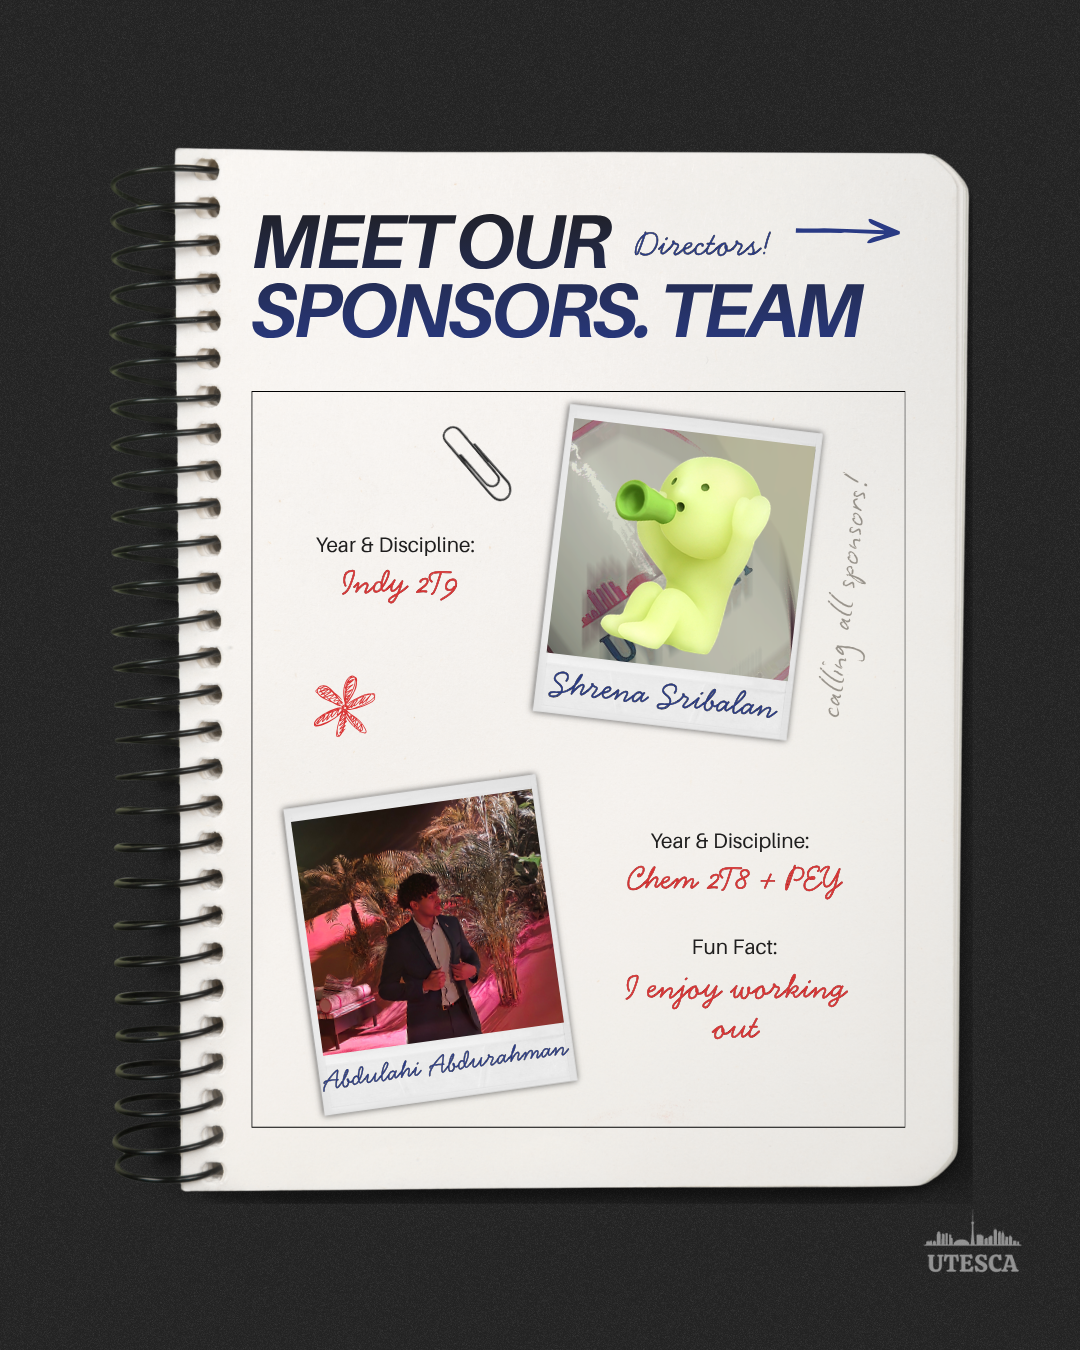 MEET OUR Directors!
SPONSORS. TEAM
Year & Discipline:
Indy 2T9
Shrena Sribalan
calling all sponsors!
Abdulahi Abdurahman
Year & Discipline:
Chem 2T8 + PEY
Fun Fact:
I enjoy working
out
UTESCA